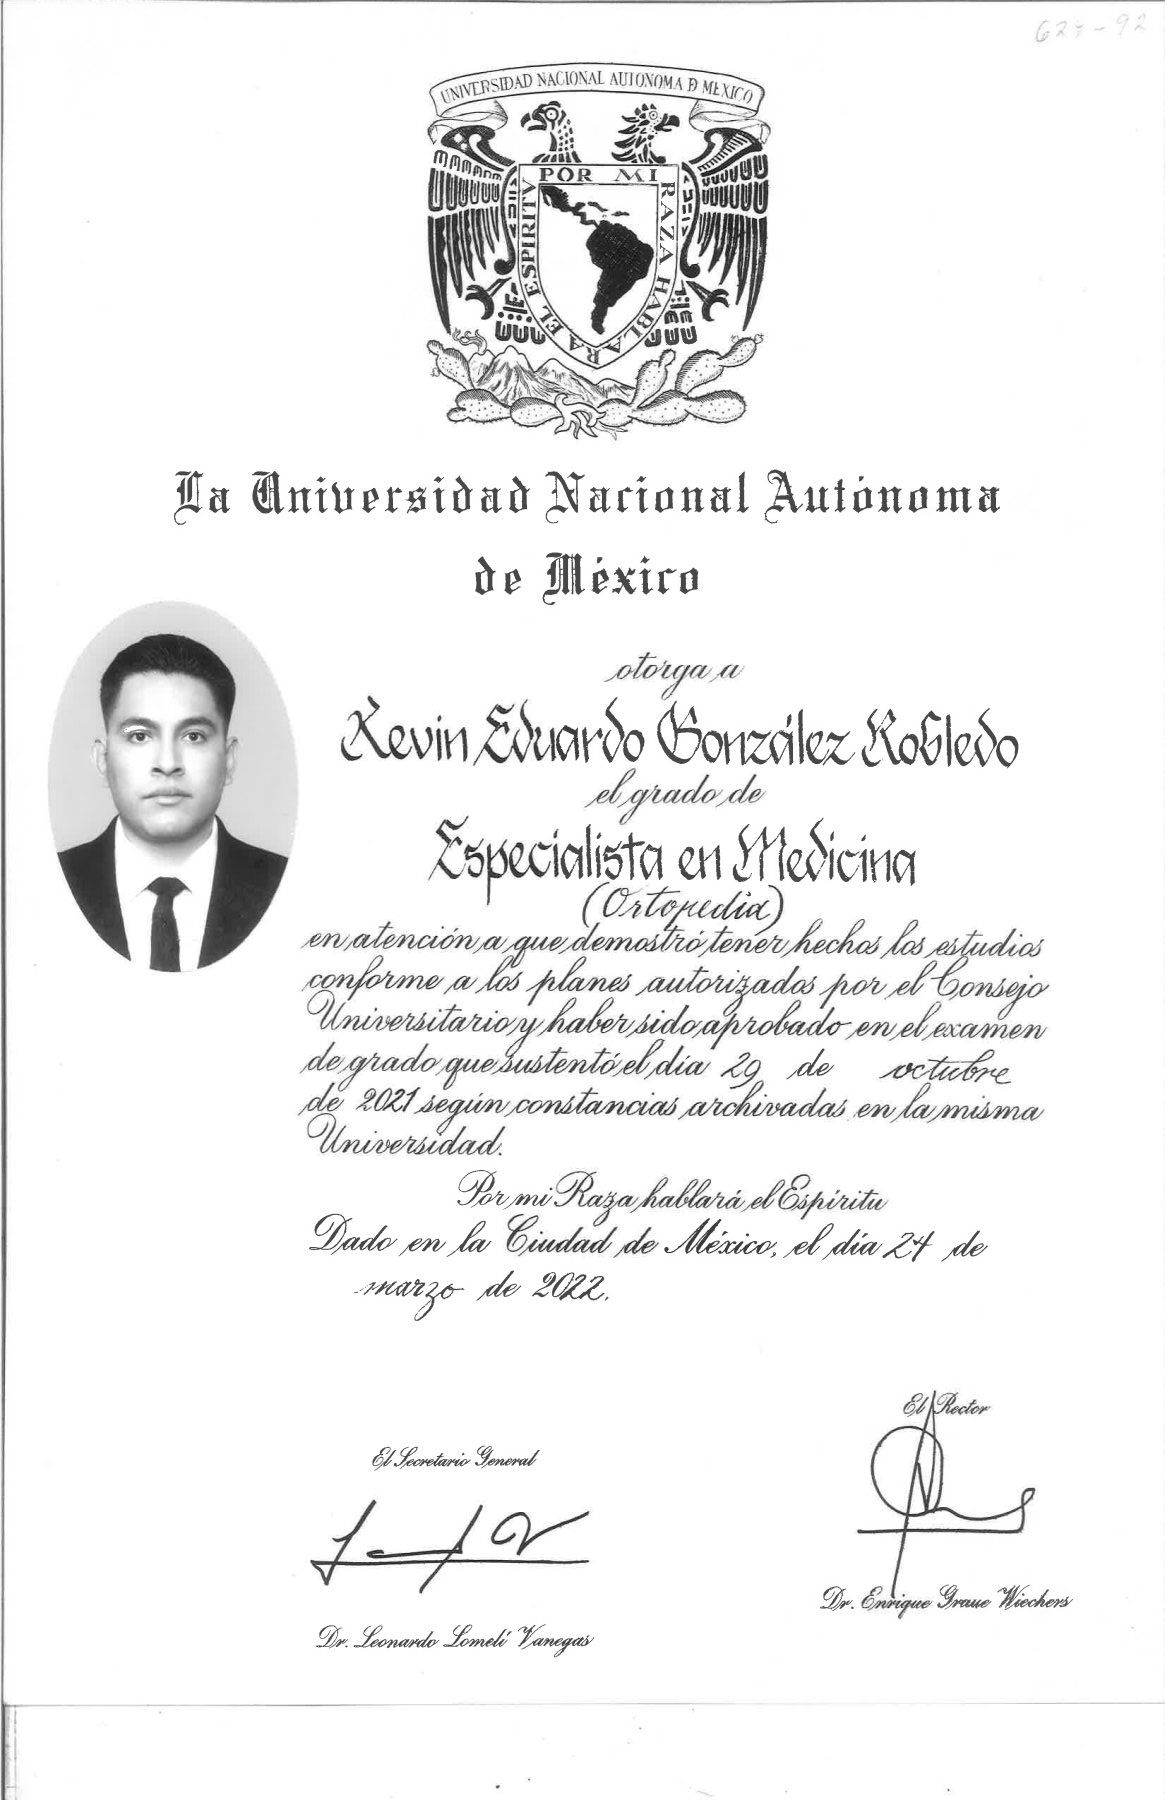 UNIVERSIDAD NACIONAL AUTONOMA D MEXICO
POR MI RAZA HABLARA EL ESPIRITV
La Universidad Nacional Autónoma
de México
otorga a
Kevin Eduardo González Robledo
el grado de
Especialista en Medicina
(Ortopedia)
en atención a que demostró tener hechos los estudios
conforme a los planes autorizados por el Consejo
Universitario y haber sido aprobado en el examen
de grado que sustentó el día 29 de octubre
de 2021 según constancias archivadas en la misma
Universidad.
Por mi Raza hablará el Espíritu
Dado en la Ciudad de México, el día 24 de
marzo de 2022.
El Rector
El Secretario General
Dr. Enrique Graue Wiechers
Dr. Leonardo Lomelí Vanegas